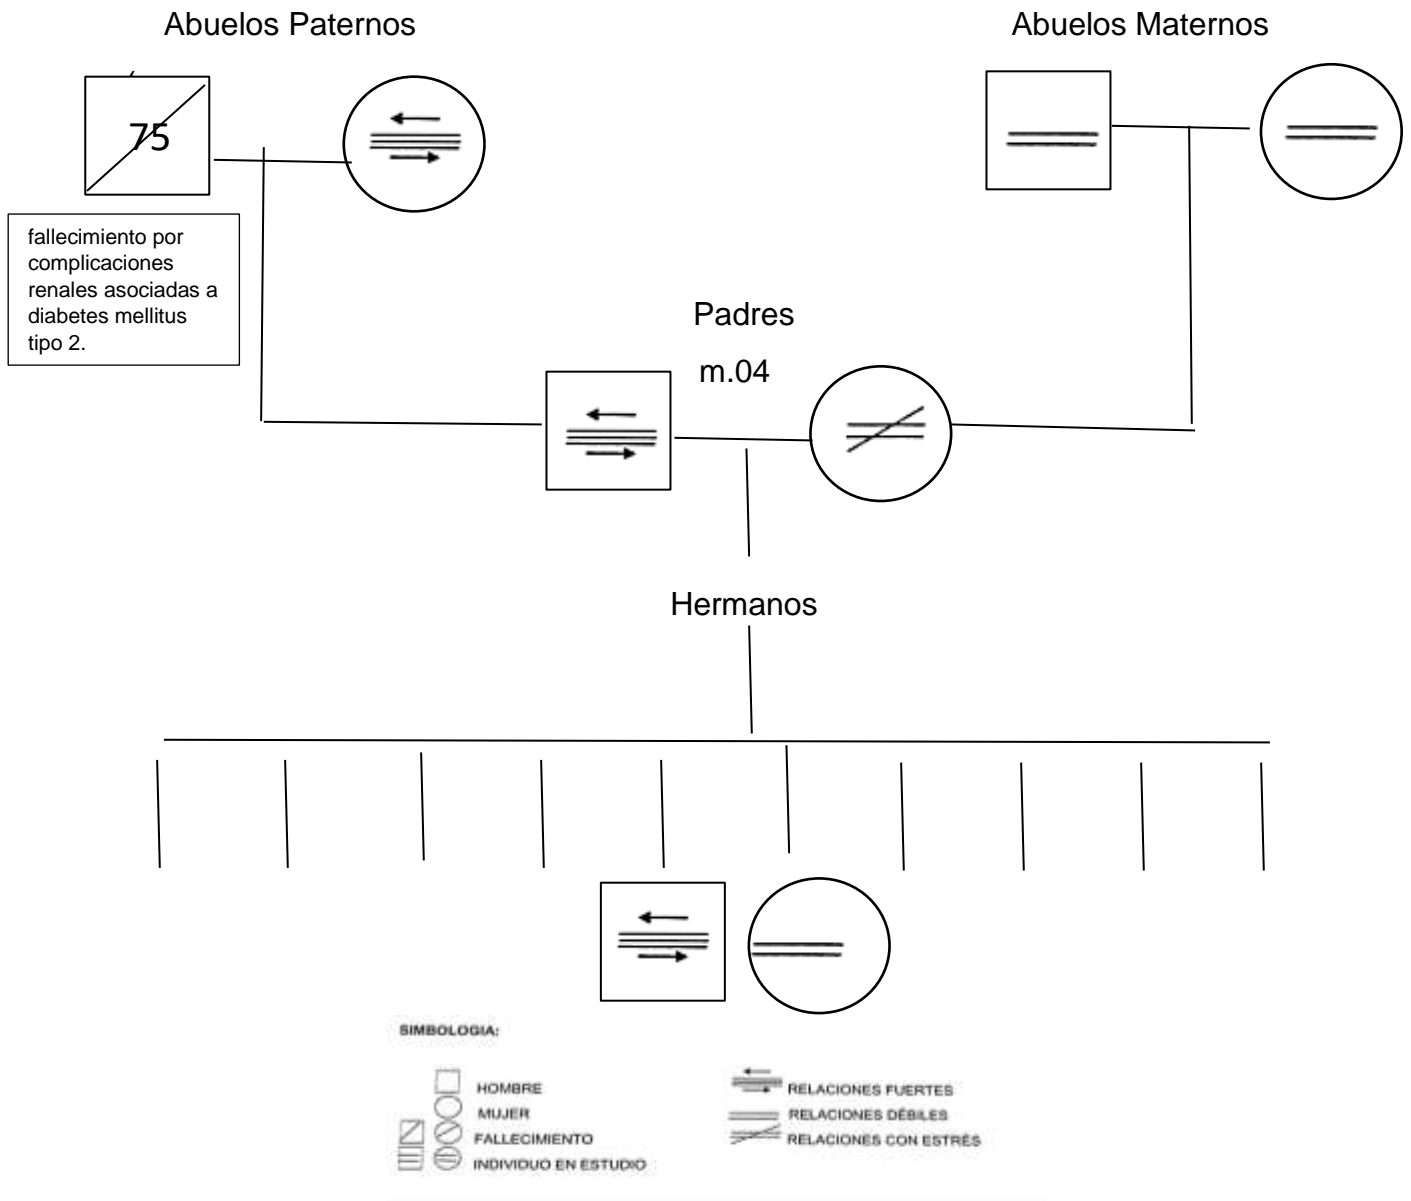 Abuelos Paternos
Abuelos Maternos
75
fallecimiento por
complicaciones
renales asociadas a
diabetes mellitus
tipo 2.
Padres
m.04
Hermanos
SIMBOLOGIA:
HOMBRE
MUJER
FALLECIMIENTO
INDIVIDUO EN ESTUDIO
RELACIONES FUERTES
RELACIONES DÉBILES
RELACIONES CON ESTRÉS